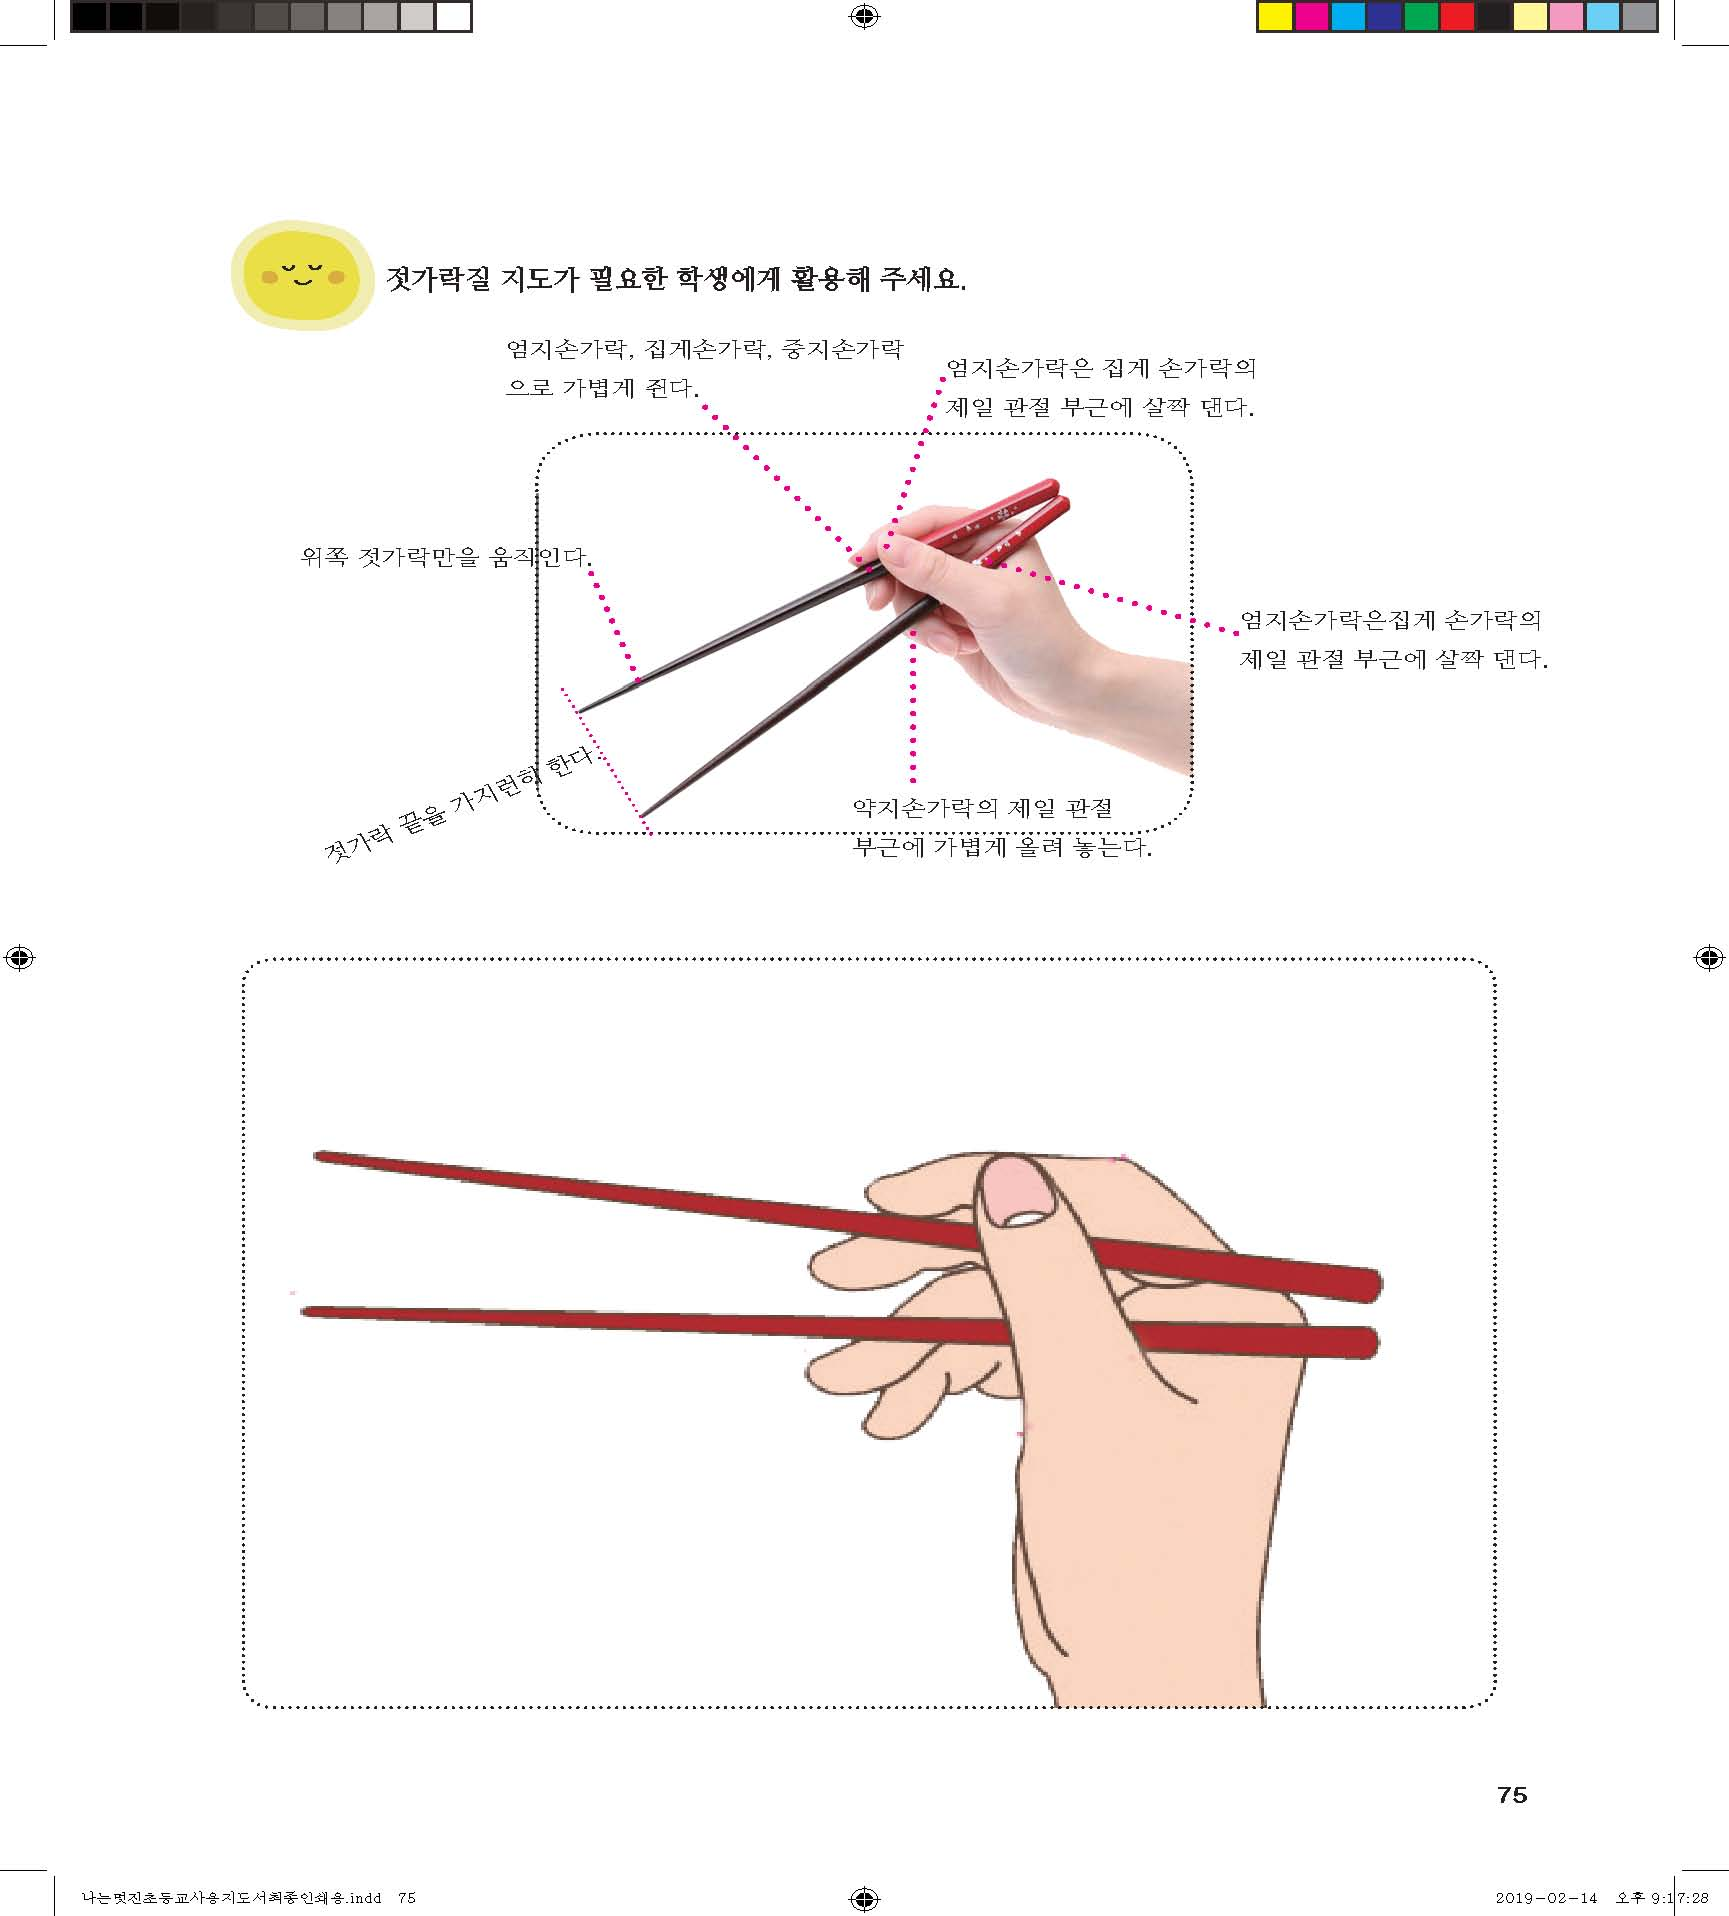 젓가락질 지도가 필요한 학생에게 활용해 주세요.
엄지손가락, 집게손가락, 중지손가락
으로 가볍게 쥔다.
엄지손가락은 집게 손가락의
제일 관절 부근에 살짝 댄다.
위쪽 젓가락만을 움직인다.
엄지손가락은집게 손가락의
제일 관절 부근에 살짝 댄다.
젓가락 끝을 가지런히 한다.
약지손가락의 제일 관절
부근에 가볍게 올려 놓는다.
75
나는멋진초등교사용지도서최종인쇄용.indd 75
2019-02-14 오후 9:17:28